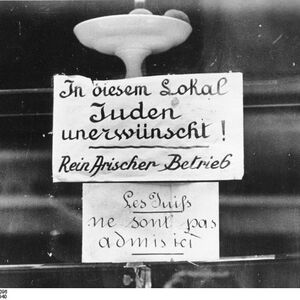 In diesem Lokal
Juden
unerwünscht!
Rein Arischer Betrieb
Les Juifs
ne sont pas
admis ici